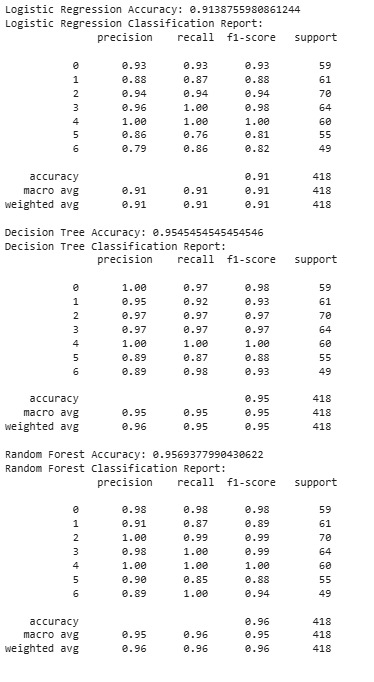 Logistic Regression Accuracy: 0.9138755980861244
Logistic Regression Classification Report:
precision recall f1-score support
0 0.93 0.93 0.93 59
1 0.88 0.87 0.88 61
2 0.94 0.94 0.94 70
3 0.96 1.00 0.98 64
4 1.00 1.00 1.00 60
5 0.86 0.76 0.81 55
6 0.79 0.86 0.82 49
accuracy 0.91 418
macro avg 0.91 0.91 0.91 418
weighted avg 0.91 0.91 0.91 418
Decision Tree Accuracy: 0.9545454545454546
Decision Tree Classification Report:
precision recall f1-score support
0 1.00 0.97 0.98 59
1 0.95 0.92 0.93 61
2 0.97 0.97 0.97 70
3 0.97 0.97 0.97 64
4 1.00 1.00 1.00 60
5 0.89 0.87 0.88 55
6 0.89 0.98 0.93 49
accuracy 0.95 418
macro avg 0.95 0.95 0.95 418
weighted avg 0.96 0.95 0.95 418
Random Forest Accuracy: 0.9569377990430622
Random Forest Classification Report:
precision recall f1-score support
0 0.98 0.98 0.98 59
1 0.91 0.87 0.89 61
2 1.00 0.99 0.99 70
3 0.98 1.00 0.99 64
4 1.00 1.00 1.00 60
5 0.90 0.85 0.88 55
6 0.89 1.00 0.94 49
accuracy 0.96 418
macro avg 0.95 0.96 0.95 418
weighted avg 0.96 0.96 0.96 418